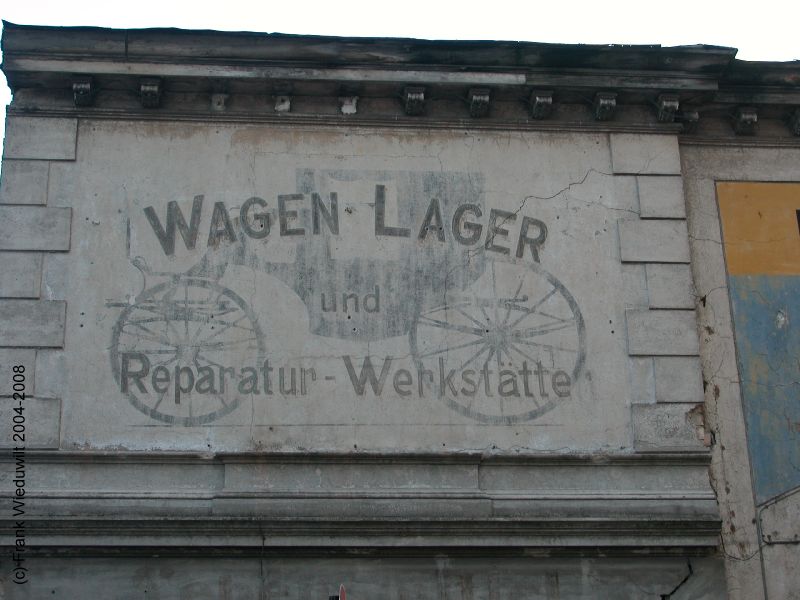 WAGEN LAGER
und
Reparatur-Werkstätte
(c) Frank Wieduwilt 2004-2008